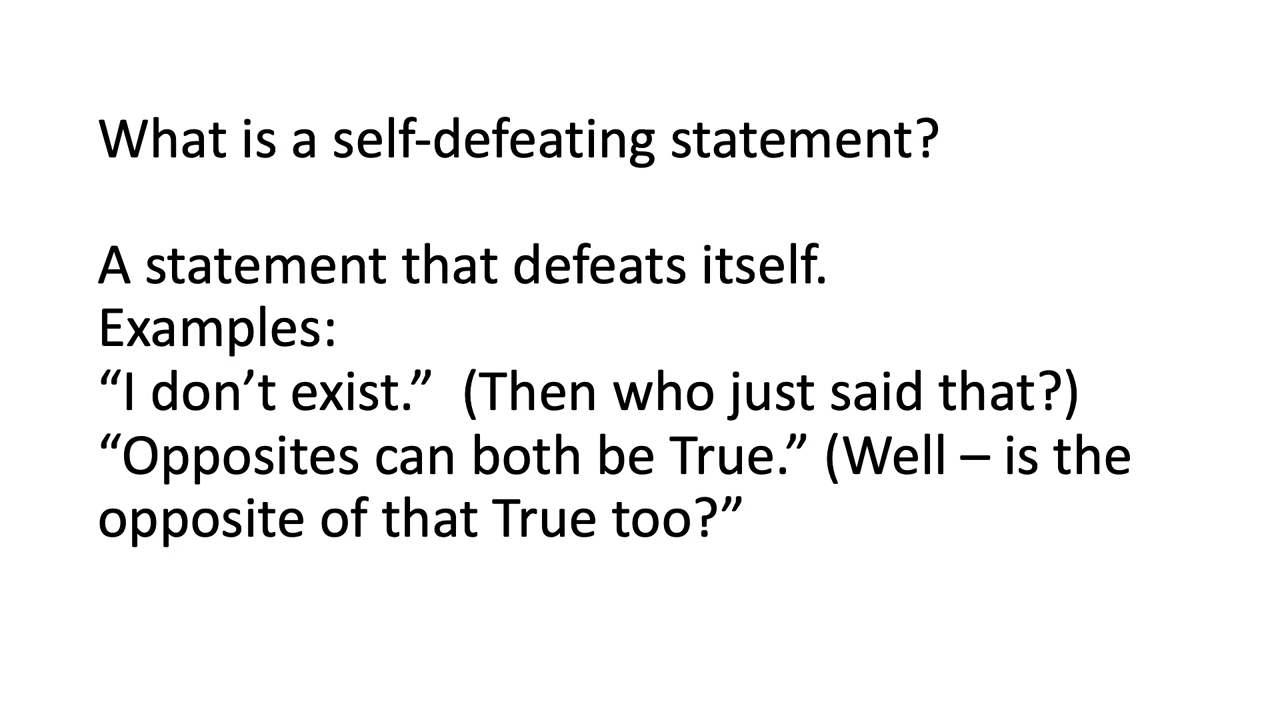 What is a self-defeating statement?
A statement that defeats itself.
Examples:
“I don’t exist.”  (Then who just said that?)
“Opposites can both be True.” (Well – is the
opposite of that True too?”